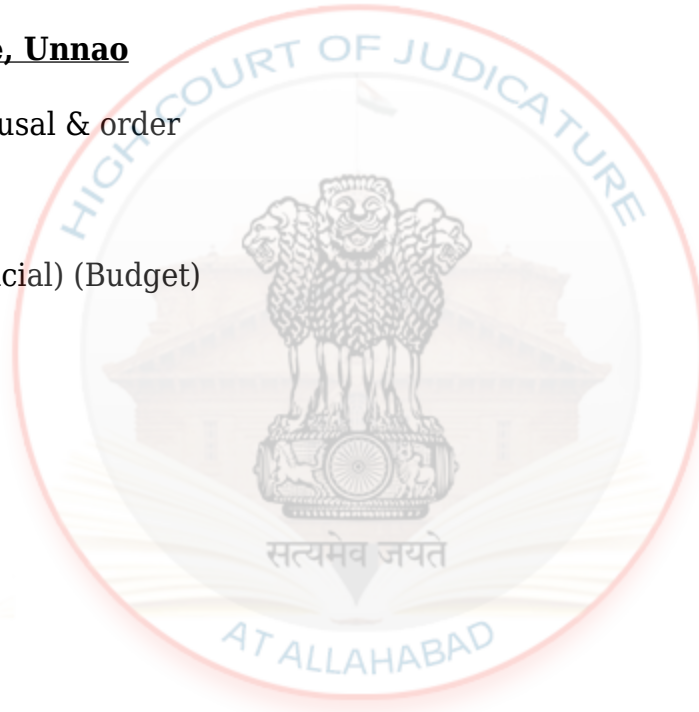 e, Unnao
usal & order
cial) (Budget)
HIGH COURT OF JUDICATURE
सत्यमेव जयते
AT ALLAHABAD